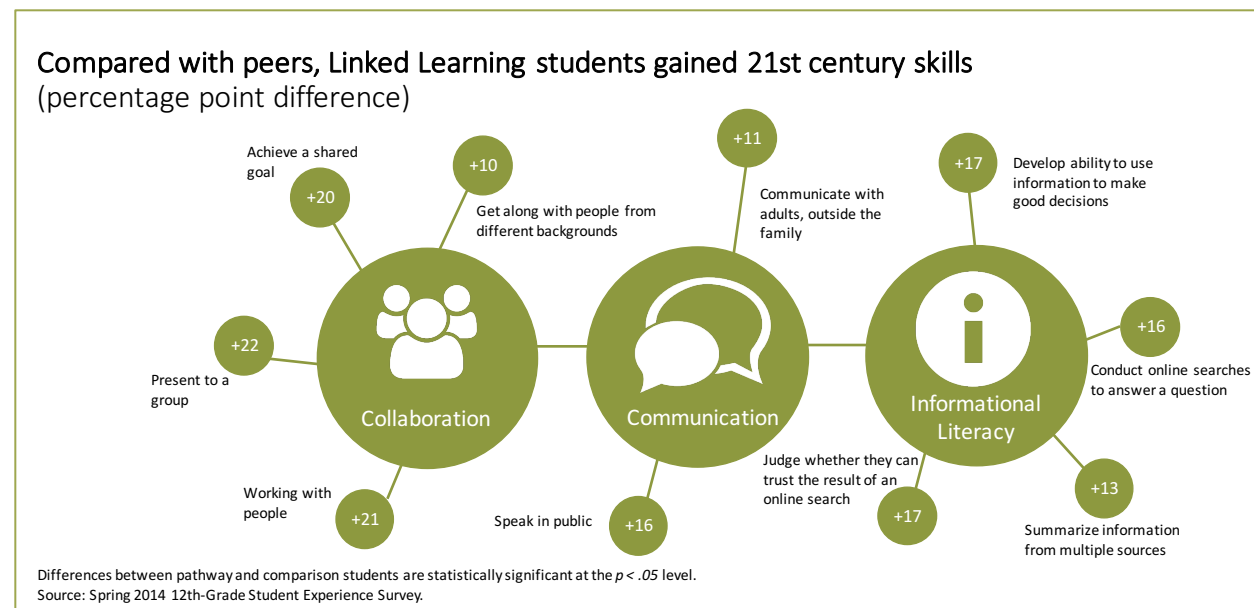 Compared with peers, Linked Learning students gained 21st century skills
(percentage point difference)
Achieve a shared
goal
+20
+10
Get along with people from
different backgrounds
+22
Present to a
group
Working with
people
+21
Collaboration
+11
Communicate with
adults, outside the
family
Communication
Speak in public
+16
+17
Develop ability to use
information to make
good decisions
+16
Conduct online searches
to answer a question
Informational
Literacy
Judge whether they can
trust the result of an
online search
+17
+13
Summarize information
from multiple sources
Differences between pathway and comparison students are statistically significant at the p < .05 level.
Source: Spring 2014 12th-Grade Student Experience Survey.